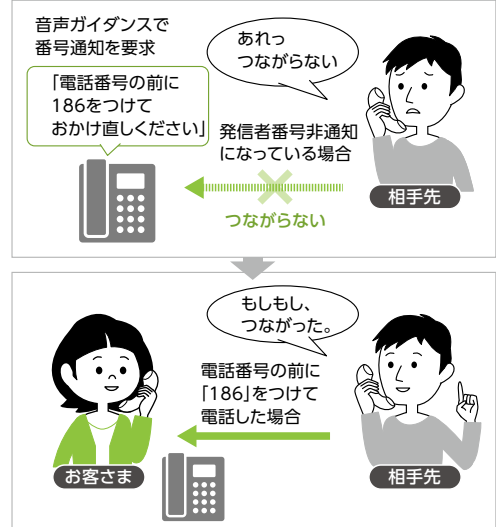 音声ガイダンスで
番号通知を要求
「電話番号の前に
186をつけて
おかけ直しください」
あれっ
つながらない
発信者番号非通知
になっている場合
つながらない
相手先
もしもし、
つながった。
電話番号の前に
「186」をつけて
電話した場合
お客さま
相手先